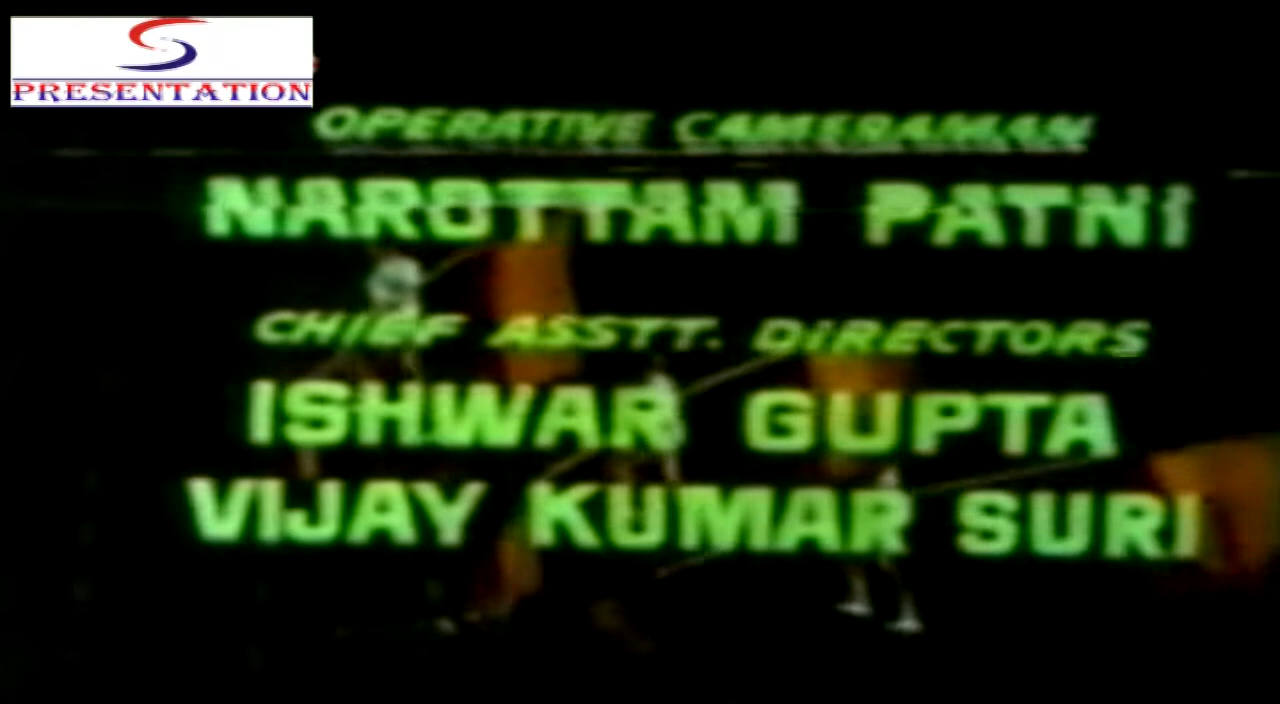 S
PRESENTATION
OPERATIVE CAMERAMAN
NAROTTAM PATNI
CHIEF ASSTT. DIRECTORS
ISHWAR GUPTA
VIJAY KUMAR SURI